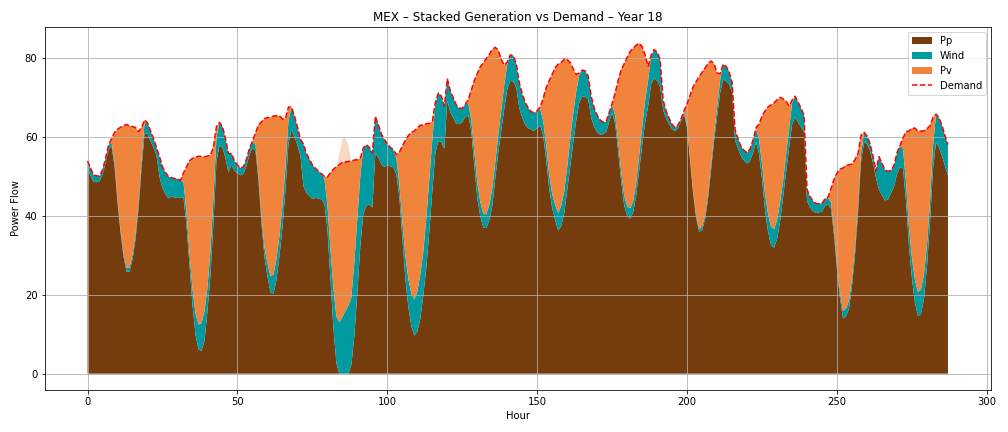 MEX – Stacked Generation vs Demand – Year 18
Pp
Wind
Pv
Demand
Power Flow
80
60
40
20
0
0 50 100 150 200 250 300
Hour